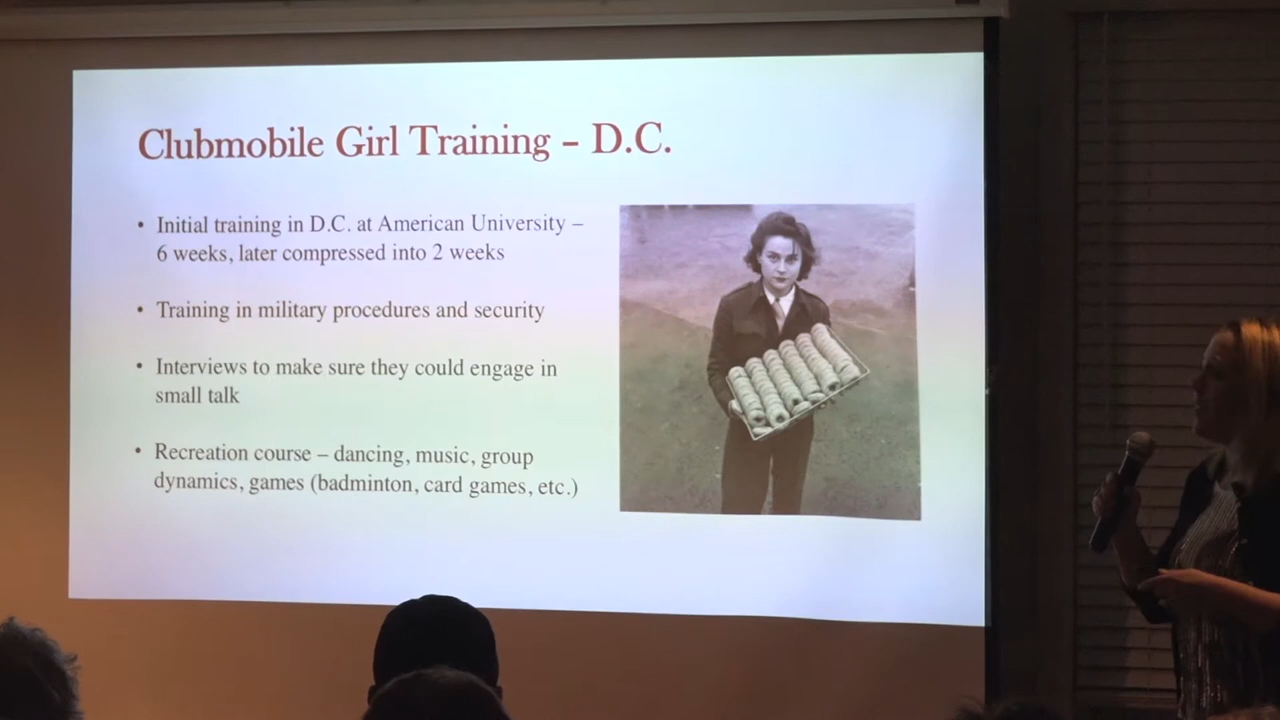 Clubmobile Girl Training – D.C.
• Initial training in D.C. at American University –
6 weeks, later compressed into 2 weeks
• Training in military procedures and security
• Interviews to make sure they could engage in
small talk
• Recreation course – dancing, music, group
dynamics, games (badminton, card games, etc.)